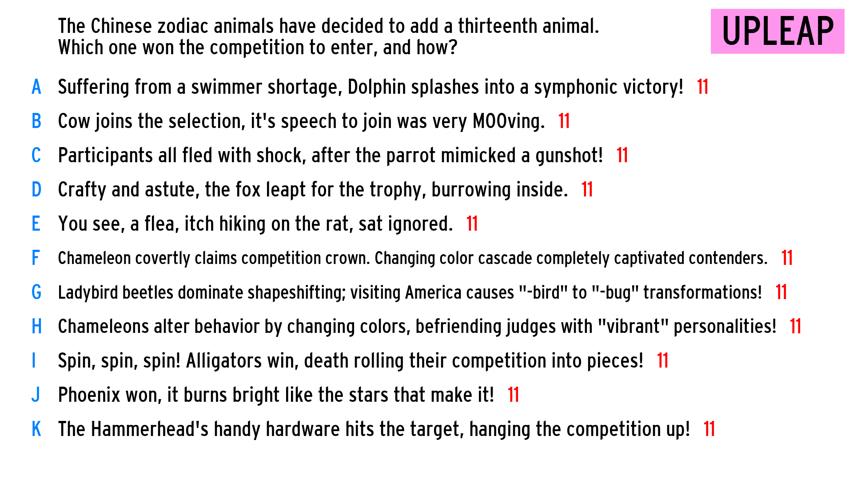 The Chinese zodiac animals have decided to add a thirteenth animal.
Which one won the competition to enter, and how?
UPLEAP
A Suffering from a swimmer shortage, Dolphin splashes into a symphonic victory! 11
B Cow joins the selection, it's speech to join was very MOOving. 11
C Participants all fled with shock, after the parrot mimicked a gunshot! 11
D Crafty and astute, the fox leapt for the trophy, burrowing inside. 11
E You see, a flea, itch hiking on the rat, sat ignored. 11
F Chameleon covertly claims competition crown. Changing color cascade completely captivated contenders. 11
G Ladybird beetles dominate shapeshifting; visiting America causes "-bird" to "-bug" transformations! 11
H Chameleons alter behavior by changing colors, befriending judges with "vibrant" personalities! 11
I Spin, spin, spin! Alligators win, death rolling their competition into pieces! 11
J Phoenix won, it burns bright like the stars that make it! 11
K The Hammerhead's handy hardware hits the target, hanging the competition up! 11